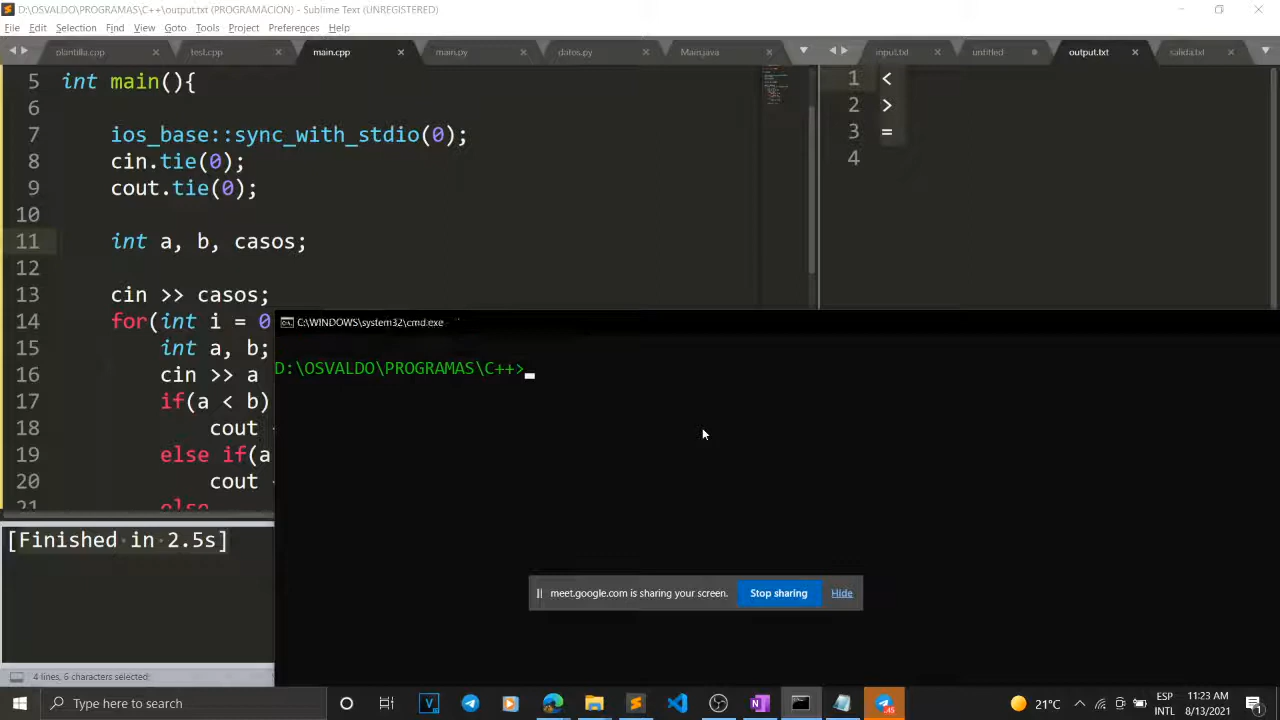 D:\OSVALDO\PROGRAMAS\C++\output.txt (PROGRAMACION) - Sublime Text (UNREGISTERED)
File Edit Selection Find View Goto Tools Project Preferences Help
plantilla.cpp test.cpp main.cpp main.py datos.py Main.java input.txt untitled output.txt salida.txt
5 int main(){
6
7 ios_base::sync_with_stdio(0);
8 cin.tie(0);
9 cout.tie(0);
10
11 int a, b, casos;
12
13 cin >> casos;
14 for(int i = 0
15 int a, b;
16 cin >> a
17 if(a < b)
18 cout
19 else if(a
20 cout
21 else
1 <
2 >
3 =
4
C:\WINDOWS\system32\cmd.exe
D:\OSVALDO\PROGRAMAS\C++>
[Finished in 2.5s]
meet.google.com is sharing your screen. Stop sharing Hide
4 lines, 6 characters selected;
Type here to search
21°C
ESP
INTL
11:23 AM
8/13/2021